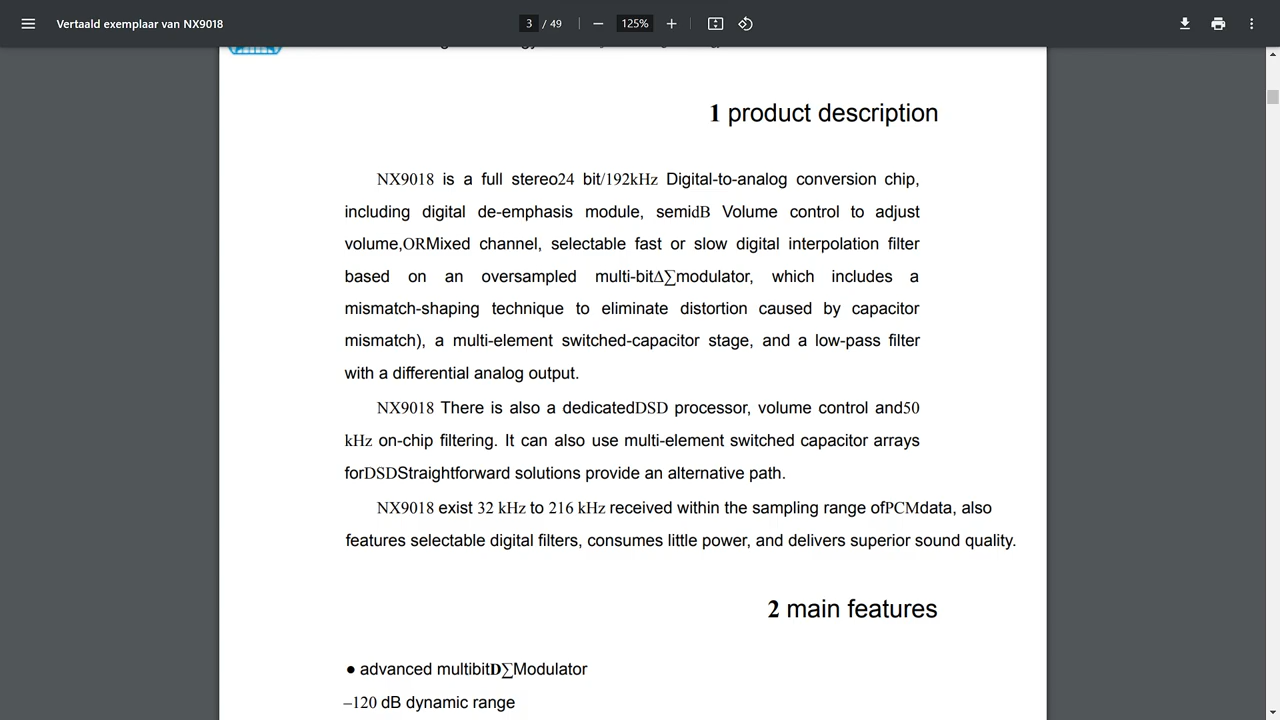 Vertaald exemplaar van NX9018
3 / 49
125%
1 product description
NX9018 is a full stereo24 bit/192kHz Digital-to-analog conversion chip,
including digital de-emphasis module, semidB Volume control to adjust
volume,ORMixed channel, selectable fast or slow digital interpolation filter
based on an oversampled multi-bitΔ∑modulator, which includes a
mismatch-shaping technique to eliminate distortion caused by capacitor
mismatch), a multi-element switched-capacitor stage, and a low-pass filter
with a differential analog output.
NX9018 There is also a dedicatedDSD processor, volume control and50
kHz on-chip filtering. It can also use multi-element switched capacitor arrays
forDSDStraightforward solutions provide an alternative path.
NX9018 exist 32 kHz to 216 kHz received within the sampling range ofPCMdata, also
features selectable digital filters, consumes little power, and delivers superior sound quality.
2 main features
● advanced multibitD∑Modulator
–120 dB dynamic range